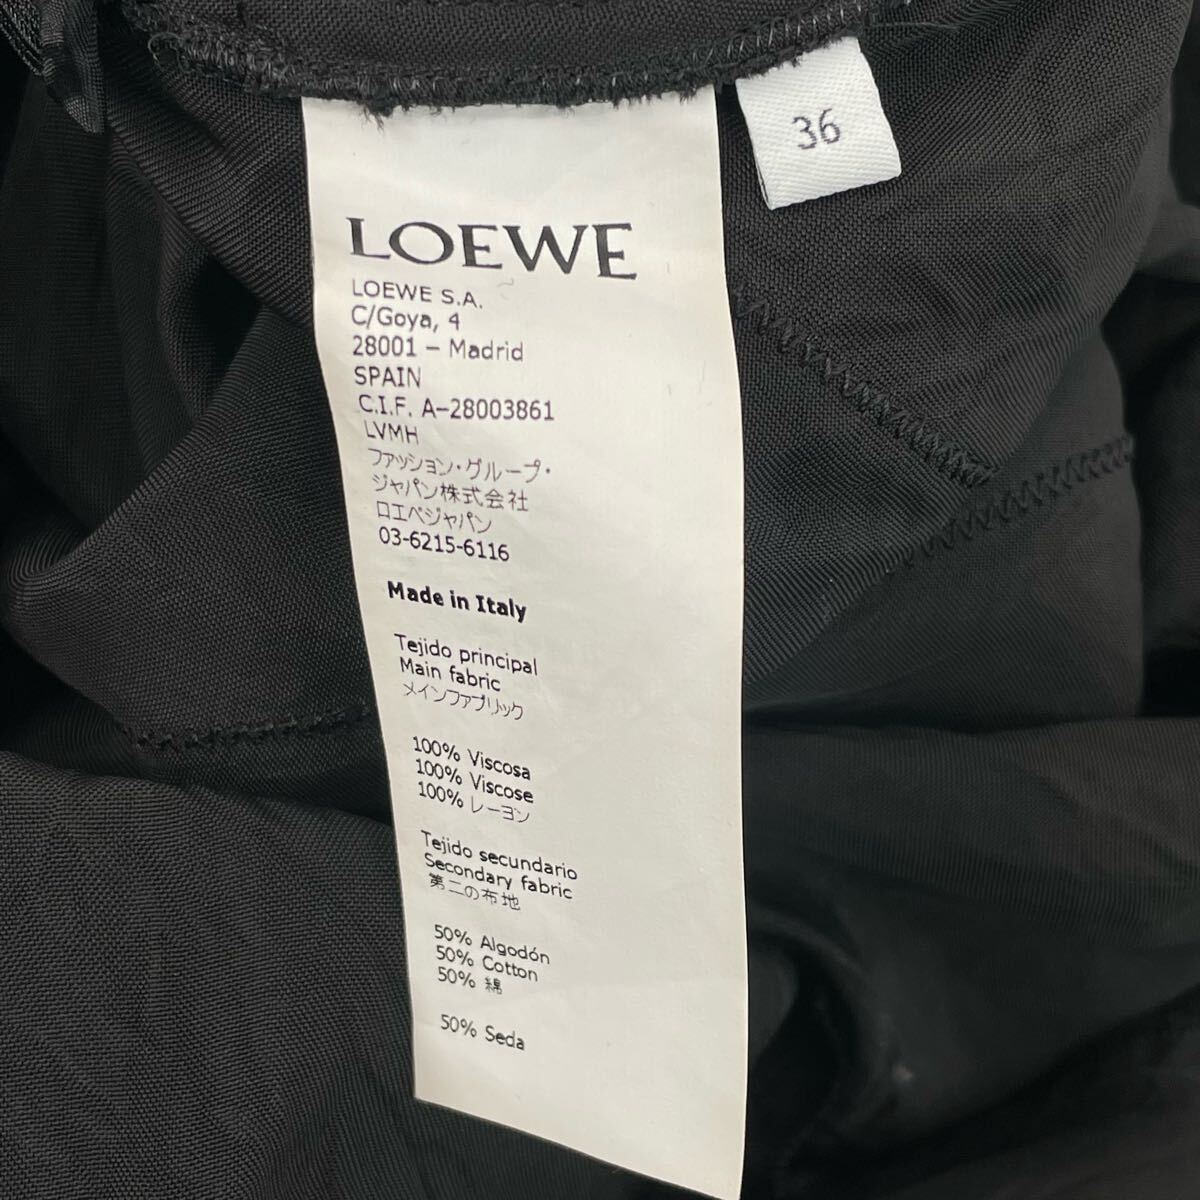 36
LOEWE
LOEWE S.A.
C/Goya, 4
28001 – Madrid
SPAIN
C.I.F. A-28003861
LVMH
ファッション・グループ・
ジャパン株式会社
ロエベジャパン
03-6215-6116
Made in Italy
Tejido principal
Main fabric
メインファブリック
100% Viscosa
100% Viscose
100% レーヨン
Tejido secundario
Secondary fabric
第二の布地
50% Algodón
50% Cotton
50% 綿
50% Seda